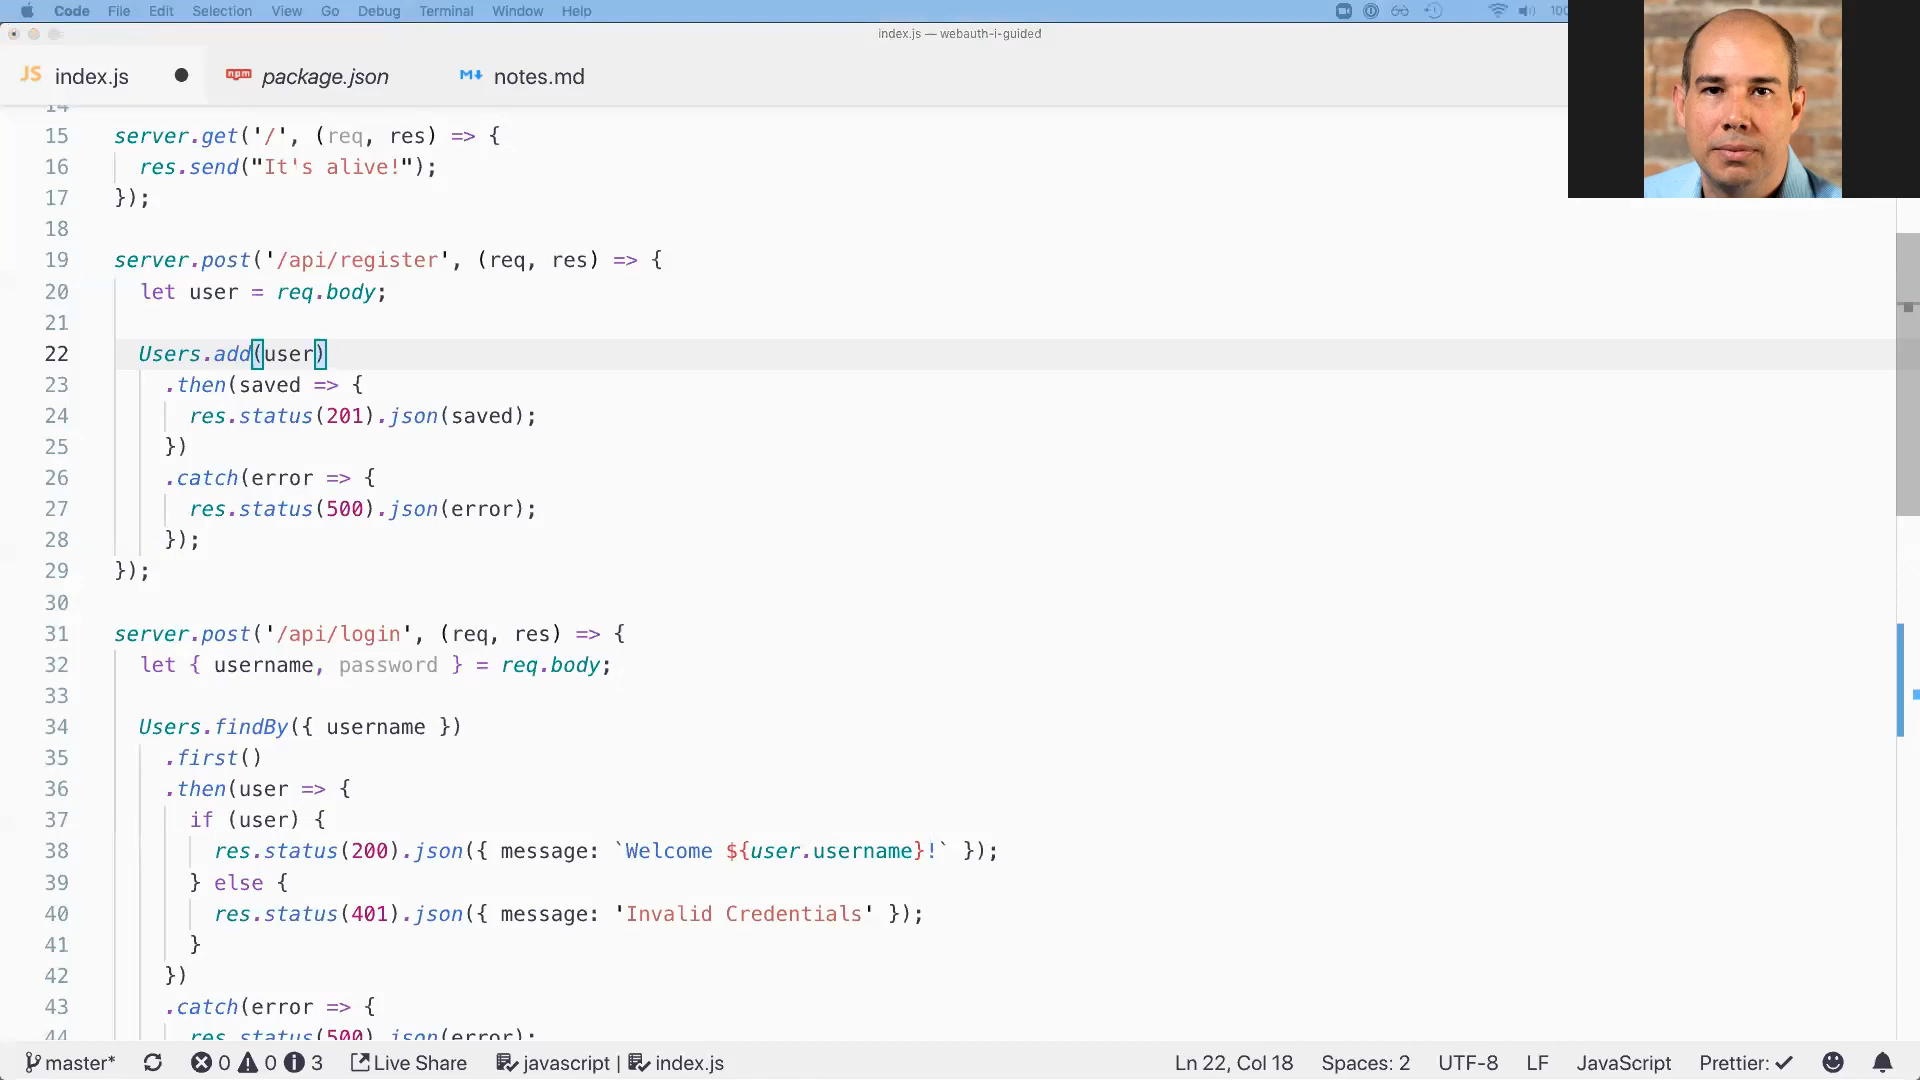 Code File Edit Selection View Go Debug Terminal Window Help
index.js — webauth-i-guided
JS index.js npm package.json notes.md
14
15 server.get('/', (req, res) => {
16 res.send("It's alive!");
17 });
18
19 server.post('/api/register', (req, res) => {
20 let user = req.body;
21
22 Users.add(user)
23 .then(saved => {
24 res.status(201).json(saved);
25 })
26 .catch(error => {
27 res.status(500).json(error);
28 });
29 });
30
31 server.post('/api/login', (req, res) => {
32 let { username, password } = req.body;
33
34 Users.findBy({ username })
35 .first()
36 .then(user => {
37 if (user) {
38 res.status(200).json({ message: `Welcome ${user.username}!` });
39 } else {
40 res.status(401).json({ message: 'Invalid Credentials' });
41 }
42 })
43 .catch(error => {
44 res.status(500).json(error);
master* 0 0 3 Live Share javascript | index.js Ln 22, Col 18 Spaces: 2 UTF-8 LF JavaScript Prettier: ✓